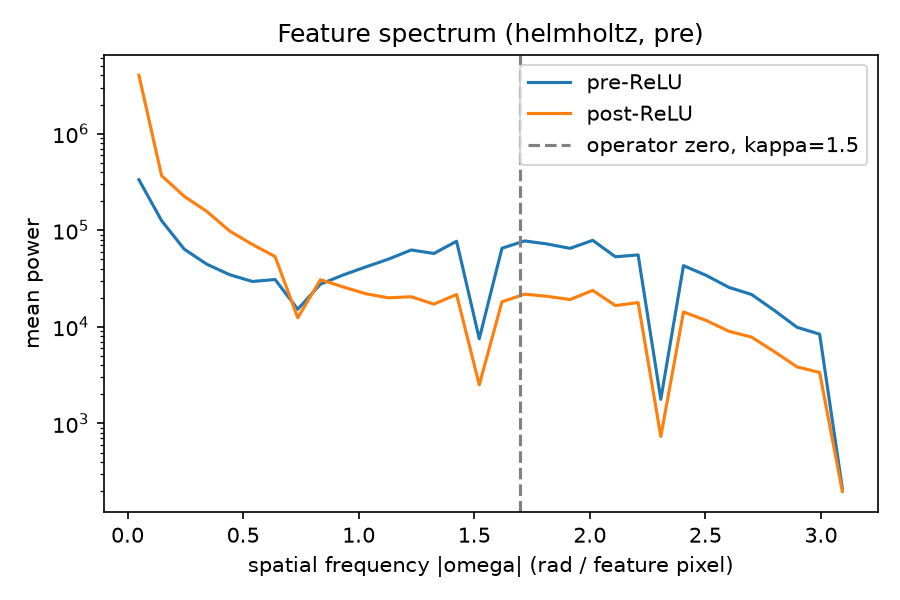 Feature spectrum (helmholtz, pre)
pre-ReLU
post-ReLU
operator zero, kappa=1.5
mean power
10^6
10^5
10^4
10^3
0.0 0.5 1.0 1.5 2.0 2.5 3.0
spatial frequency |omega| (rad / feature pixel)